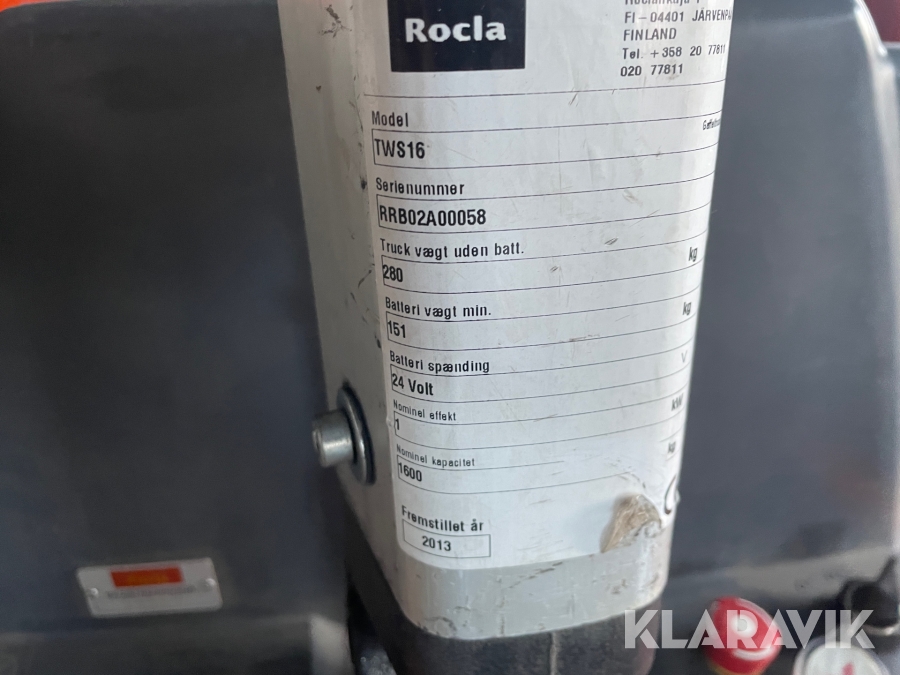 Rocla
FI-04401 JÄRVENPÄÄ
FINLAND
Tel. +358 20 77811
020 77811
Model
TWS16
Serienummer
RRB02A00058
Truck vægt uden batt.
280 kg
Batteri vægt min.
151 kg
Batteri spænding
24 Volt V
Nominel effekt
1 kW
Nominel kapacitet
1600 kg
Fremstillet år
2013
KLARAVIK